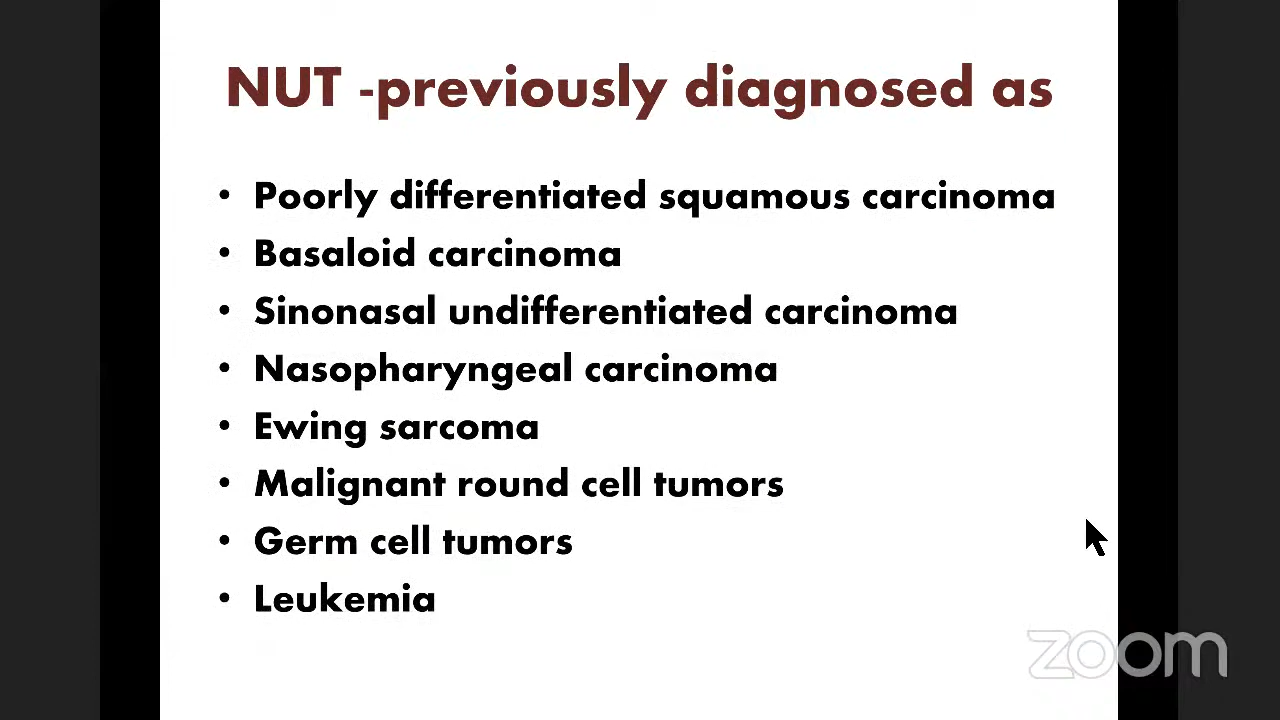 NUT -previously diagnosed as
• Poorly differentiated squamous carcinoma
• Basaloid carcinoma
• Sinonasal undifferentiated carcinoma
• Nasopharyngeal carcinoma
• Ewing sarcoma
• Malignant round cell tumors
• Germ cell tumors
• Leukemia
zoom